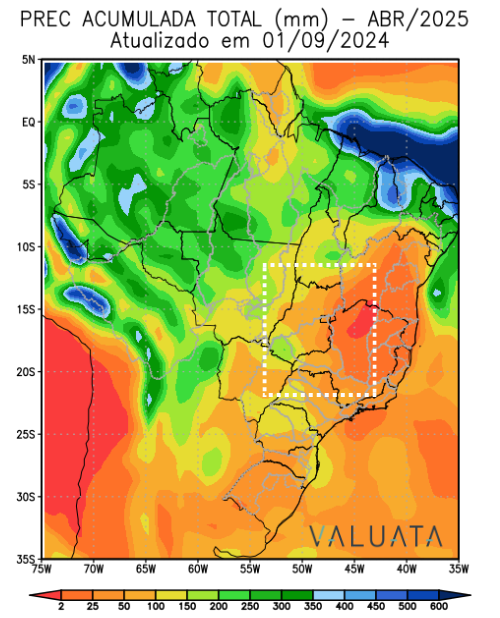 PREC ACUMULADA TOTAL (mm) – ABR/2025
Atualizado em 01/09/2024
5N
EQ
5S
10S
15S
20S
25S
30S
35S
VALUATA
75W 70W 65W 60W 55W 50W 45W 40W 35W
2 25 50 100 150 200 250 300 350 400 450 500 600